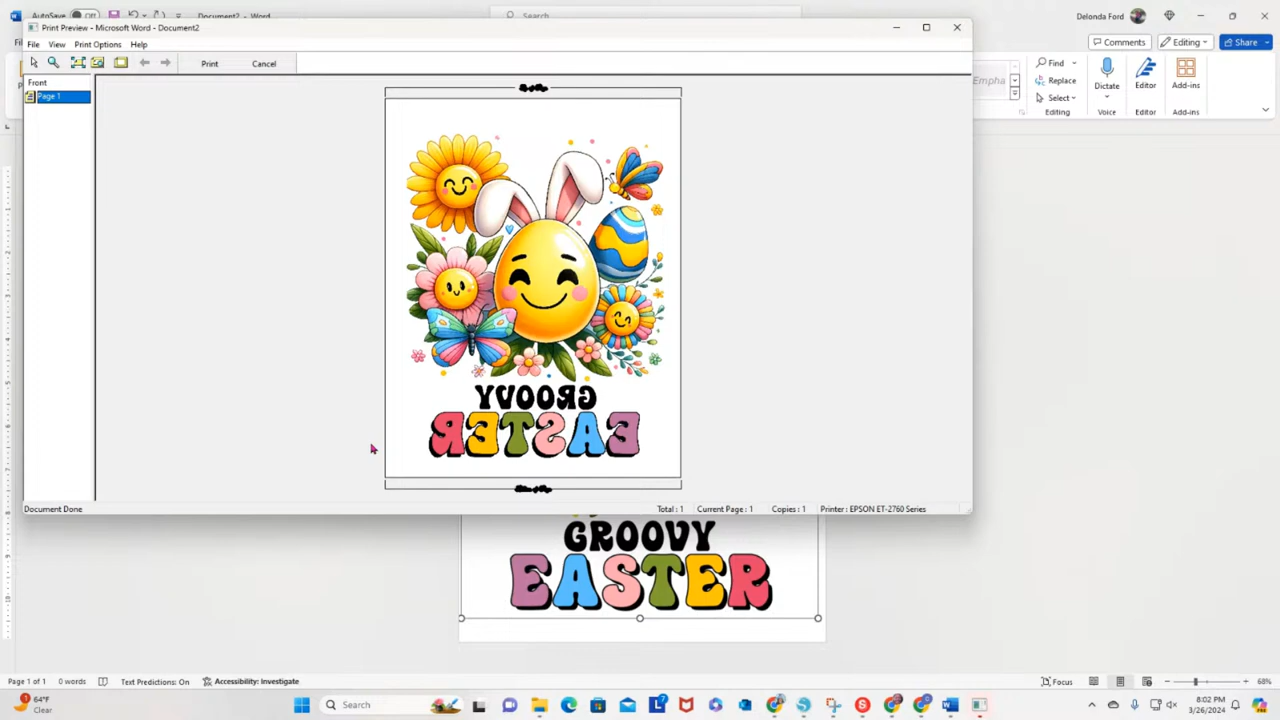 AutoSave Off Document2 - Word Search Delonda Ford
Print Preview - Microsoft Word - Document2
File View Print Options Help
Comments Editing Share
Print Cancel
Front
Page 1
Empha
Find
Replace
Select
Editing
Dictate
Voice
Editor
Editor
Add-ins
Add-ins
GROOVY
EASTER
Document Done Total : 1 Current Page : 1 Copies : 1 Printer : EPSON ET-2760 Series
GROOVY
EASTER
Page 1 of 1 0 words Text Predictions: On Accessibility: Investigate Focus 68%
64°F
Clear
Search
8:02 PM
3/26/2024